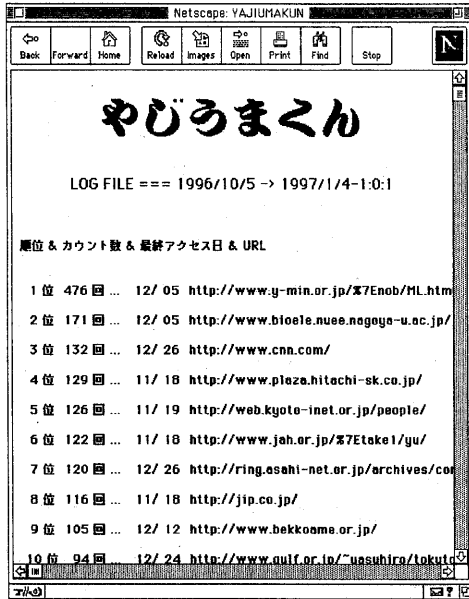 Netscape: YAJIUMAKUN
Back Forward Home Reload Images Open Print Find Stop
N
やじうまくん
LOG FILE === 1996/10/5 -> 1997/1/4-1:0:1
順位 & カウント数 & 最終アクセス日 & URL
1 位 476 回 ... 12/ 05 http://www.y-min.or.jp/%7Enob/ML.htm
2 位 171 回 ... 12/ 05 http://www.bioele.nuee.nagoya-u.ac.jp/
3 位 132 回 ... 12/ 26 http://www.cnn.com/
4 位 129 回 ... 11/ 18 http://www.plaza.hitachi-sk.co.jp/
5 位 126 回 ... 11/ 19 http://web.kyoto-inet.or.jp/people/
6 位 122 回 ... 11/ 18 http://www.jah.or.jp/%7Etake1/yu/
7 位 120 回 ... 12/ 26 http://ring.asahi-net.or.jp/archives/cor
8 位 116 回 ... 11/ 18 http://jip.co.jp/
9 位 105 回 ... 12/ 12 http://www.bekkoame.or.jp/
10 位 94 回 ... 12/ 24 http://www.gulf.or.jp/~yasuhiro/tokuto